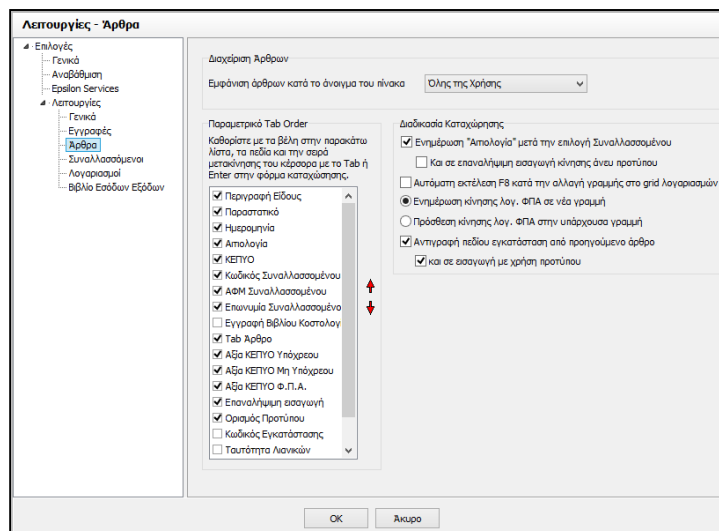 Λειτουργίες - Άρθρα
Επιλογές
Γενικά
Αναβάθμιση
Epsilon Services
Λειτουργίες
Γενικά
Εγγραφές
Άρθρα
Συναλλασσόμενοι
Λογαριασμοί
Βιβλίο Εσόδων Εξόδων
Διαχείριση Άρθρων
Εμφάνιση άρθρων κατά το άνοιγμα του πίνακα
Όλης της Χρήσης
Παραμετρικό Tab Order
Καθορίστε με τα βέλη στην παρακάτω
λίστα, τα πεδία και την σειρά
μετακίνησης του κέρσορα με το Tab ή
Enter στην φόρμα καταχώσησης.
Περιγραφή Είδους
Παραστατικό
Ημερομηνία
Αιτιολογία
ΚΕΠΥΟ
Κωδικός Συναλλασσομένου
ΑΦΜ Συναλλασσομένου
Επωνυμία Συναλλασσομένο
Εγγραφή Βιβλίου Κοστολογ
Tab Άρθρο
Αξία ΚΕΠΥΟ Υπόχρεου
Αξία ΚΕΠΥΟ Μη Υπόχρεου
Αξία ΚΕΠΥΟ Φ.Π.Α.
Επαναλήψιμη εισαγωγή
Ορισμός Προτύπου
Κωδικός Εγκατάστασης
Ταυτότητα Λιανικών
Διαδικασία Καταχώρησης
Ενημέρωση "Αιτιολογία" μετά την επιλογή Συναλλασσομένου
Και σε επαναλήψιμη εισαγωγή κίνησης άνευ προτύπου
Αυτόματη εκτέλεση F8 κατά την αλλαγή γραμμής στο grid λογαριασμών
Ενημέρωση κίνησης λογ. ΦΠΑ σε νέα γραμμή
Πρόσθεση κίνησης λογ. ΦΠΑ στην υπάρχουσα γραμμή
Αντιγραφή πεδίου εγκατάσταση από προηγούμενο άρθρο
και σε εισαγωγή με χρήση προτύπου
OK
Άκυρο